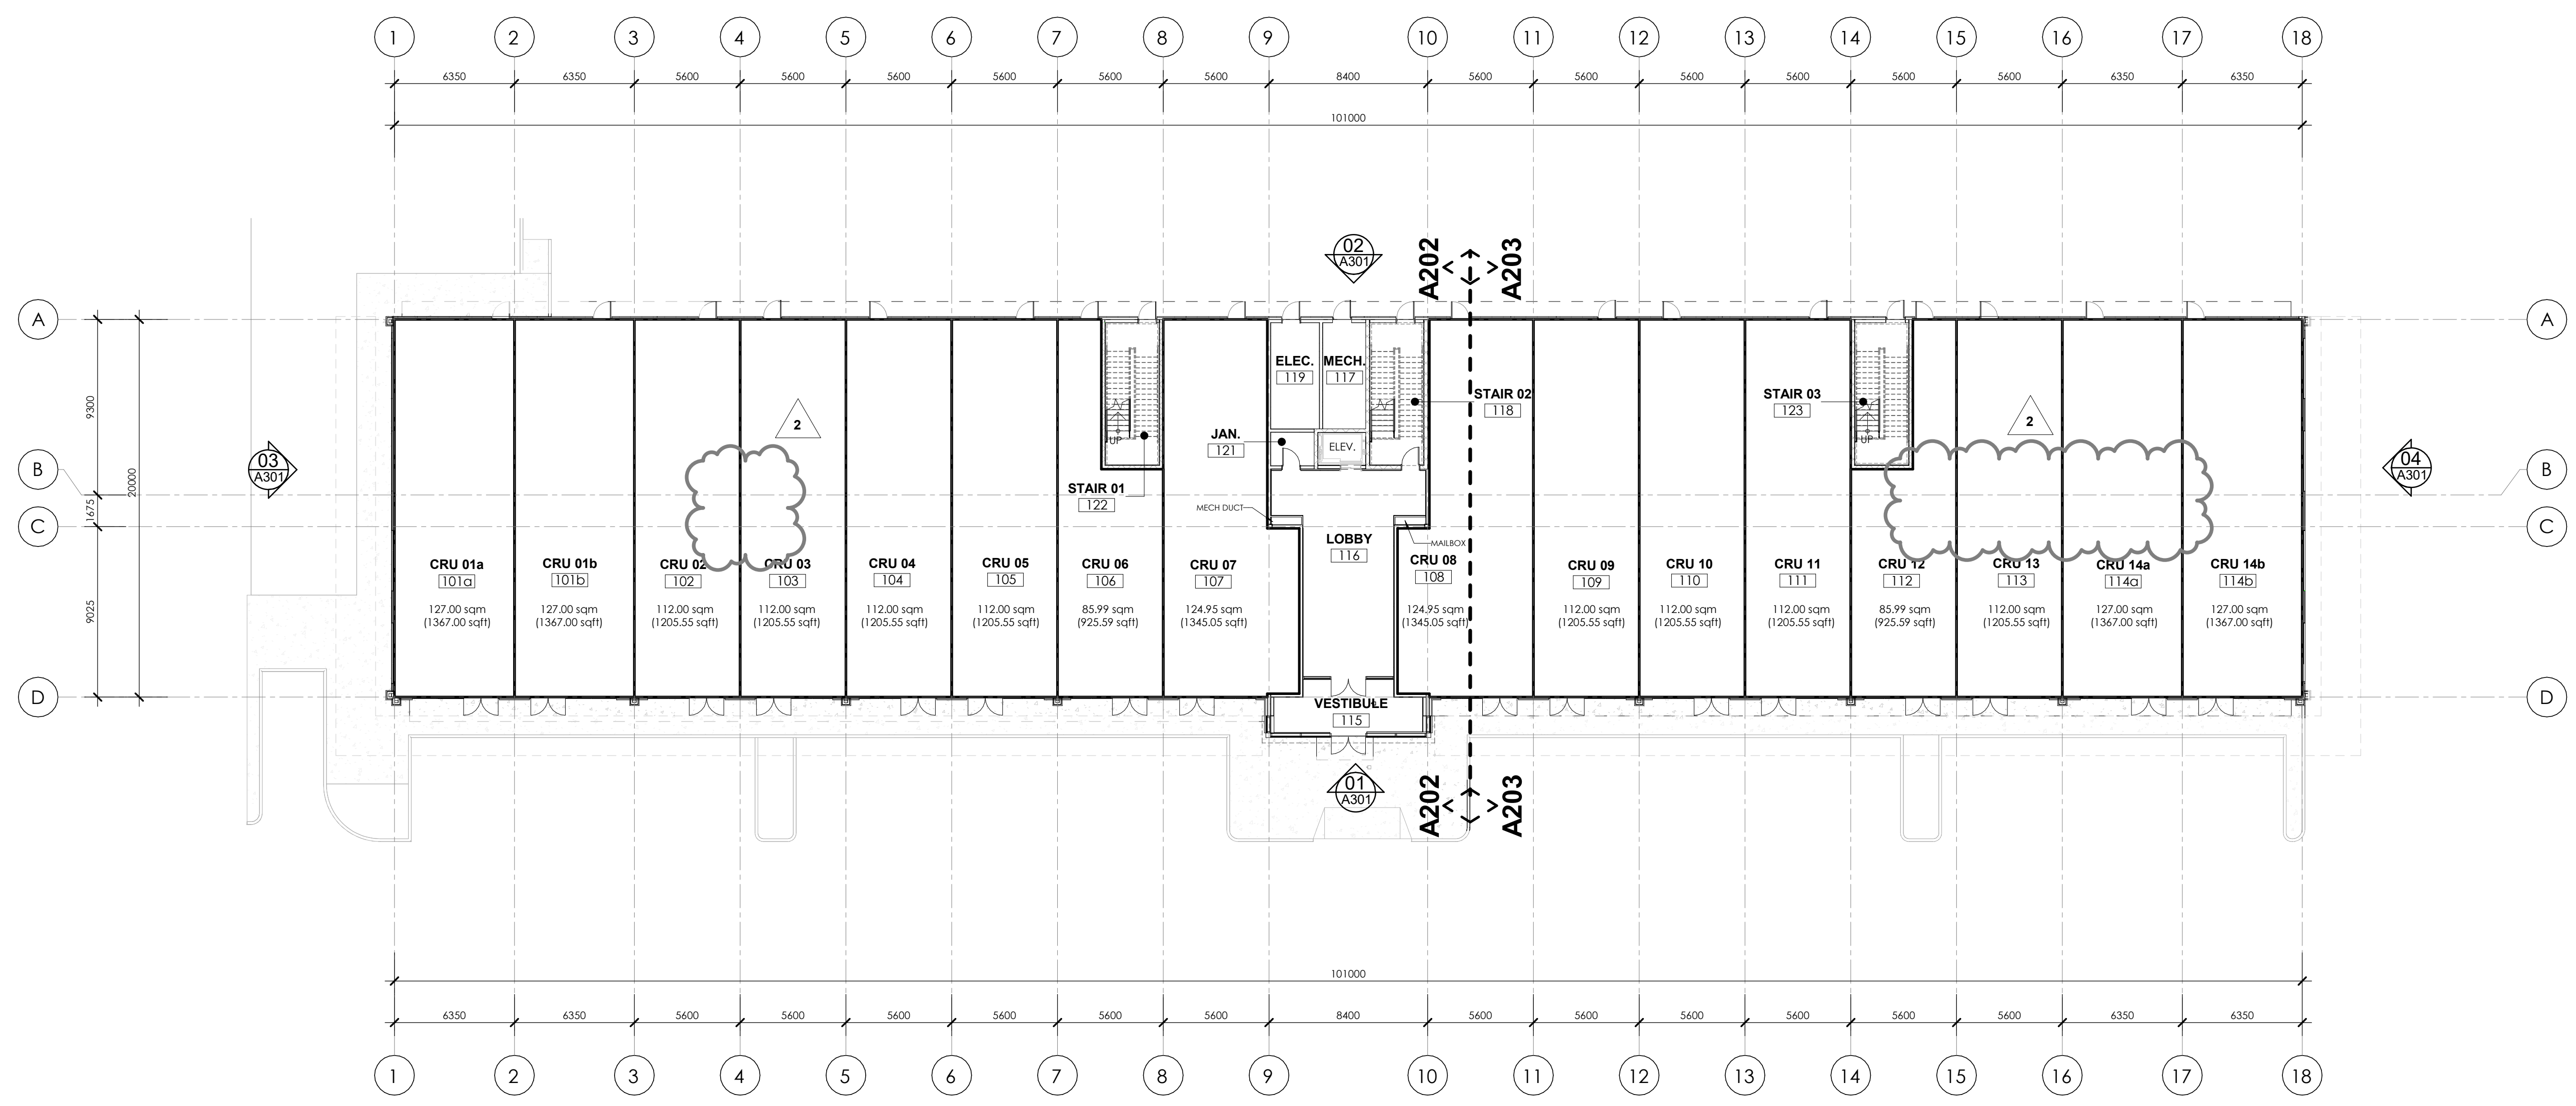 1 2 3 4 5 6 7 8 9 10 11 12 13 14 15 16 17 18
6350 6350 5600 5600 5600 5600 5600 5600 8400 5600 5600 5600 5600 5600 5600 6350 6350
101000
02
A301
A202
A203
A
A
ELEC.
119
MECH.
117
STAIR 02
118
STAIR 03
123
9300
2
2
UP
UP
JAN.
121
ELEV.
03
A301
04
A301
B
B
20000
STAIR 01
122
1675
MECH DUCT
C
C
LOBBY
116
MAILBOX
9025
CRU 01a
101a
127.00 sqm
(1367.00 sqft)
CRU 01b
101b
127.00 sqm
(1367.00 sqft)
CRU 02
102
112.00 sqm
(1205.55 sqft)
CRU 03
103
112.00 sqm
(1205.55 sqft)
CRU 04
104
112.00 sqm
(1205.55 sqft)
CRU 05
105
112.00 sqm
(1205.55 sqft)
CRU 06
106
85.99 sqm
(925.59 sqft)
CRU 07
107
124.95 sqm
(1345.05 sqft)
CRU 08
108
124.95 sqm
(1345.05 sqft)
CRU 09
109
112.00 sqm
(1205.55 sqft)
CRU 10
110
112.00 sqm
(1205.55 sqft)
CRU 11
111
112.00 sqm
(1205.55 sqft)
CRU 12
112
85.99 sqm
(925.59 sqft)
CRU 13
113
112.00 sqm
(1205.55 sqft)
CRU 14a
114a
127.00 sqm
(1367.00 sqft)
CRU 14b
114b
127.00 sqm
(1367.00 sqft)
D
D
VESTIBULE
115
01
A301
A202
A203
101000
6350 6350 5600 5600 5600 5600 5600 5600 8400 5600 5600 5600 5600 5600 5600 6350 6350
1 2 3 4 5 6 7 8 9 10 11 12 13 14 15 16 17 18